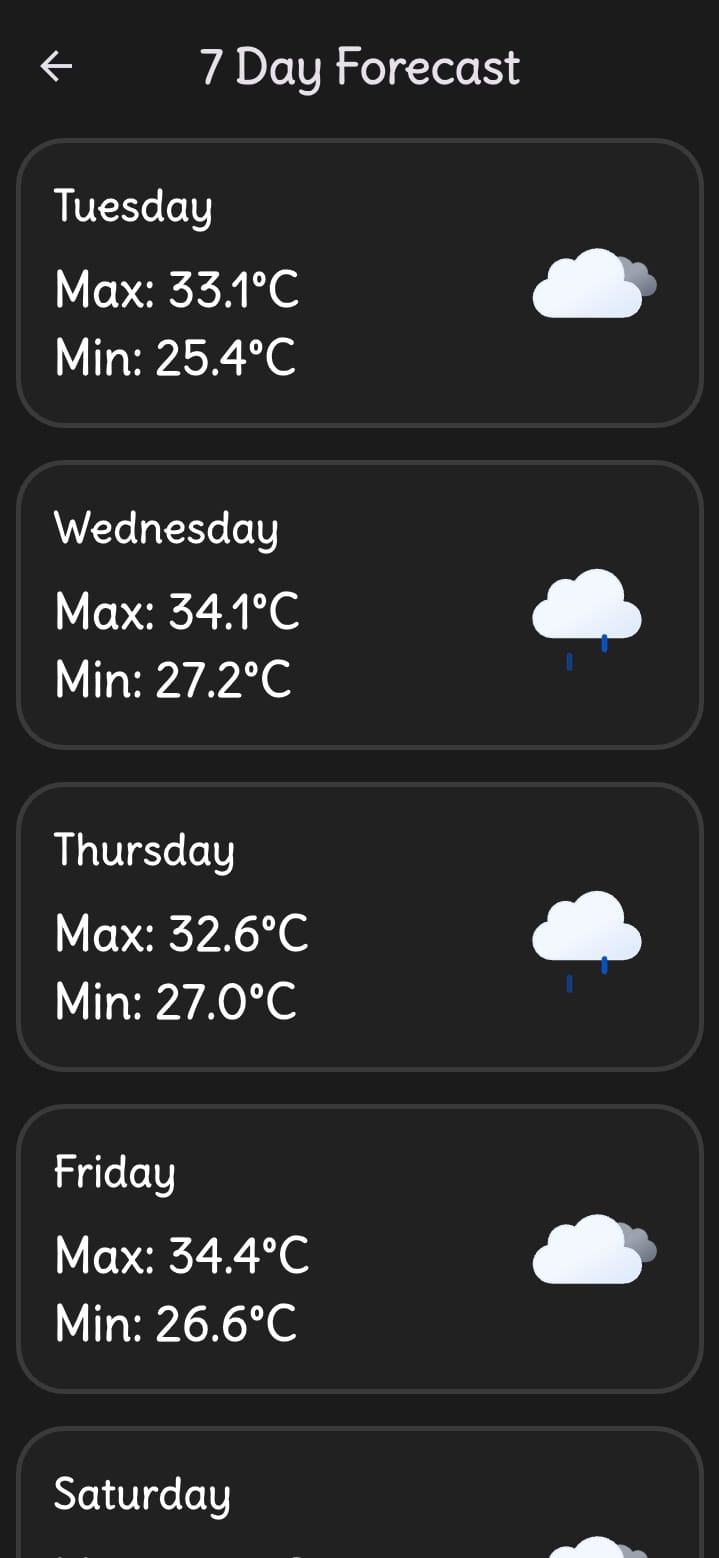 7 Day Forecast
Tuesday
Max: 33.1°C
Min: 25.4°C
Wednesday
Max: 34.1°C
Min: 27.2°C
Thursday
Max: 32.6°C
Min: 27.0°C
Friday
Max: 34.4°C
Min: 26.6°C
Saturday